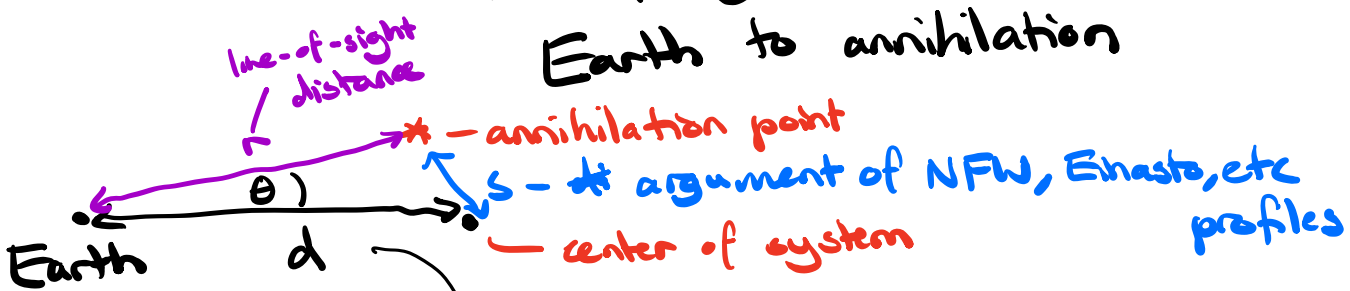 line-of-sight
distance
Earth to annihilation
* - annihilation point
θ
s - argument of NFW, Einasto, etc
profiles
center of system
Earth
d